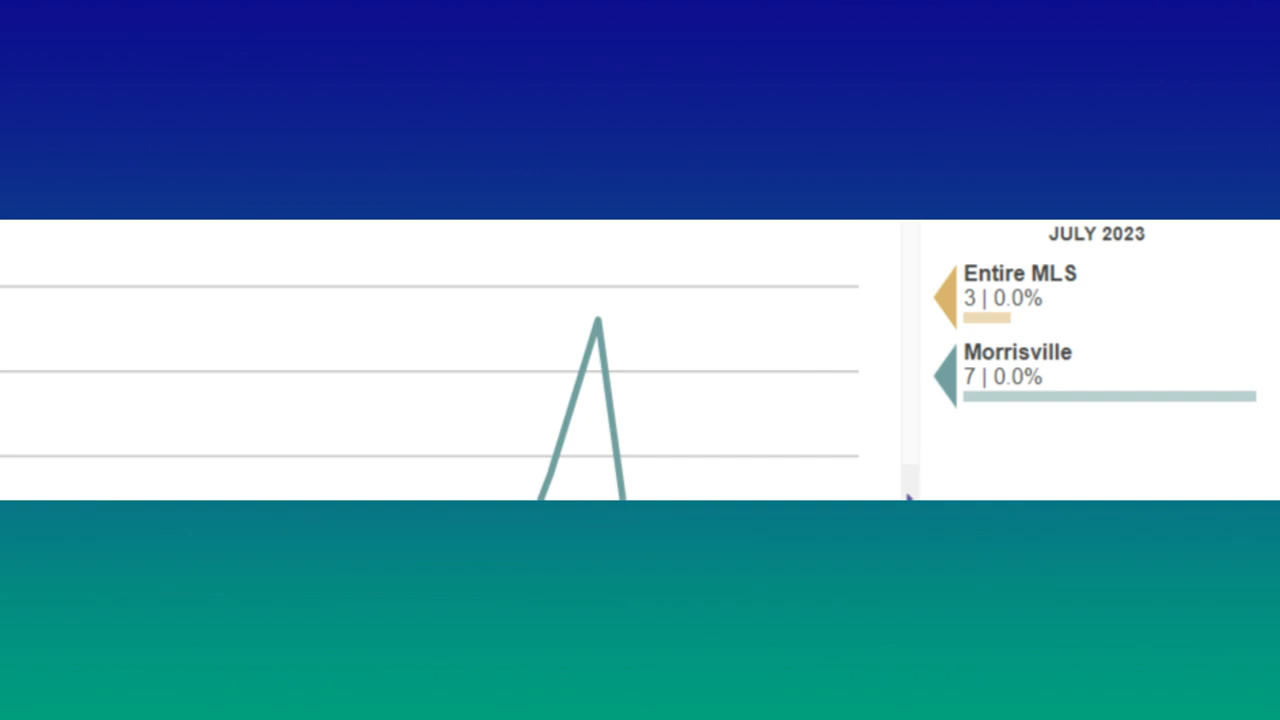 JULY 2023
Entire MLS
3 | 0.0%
Morrisville
7 | 0.0%